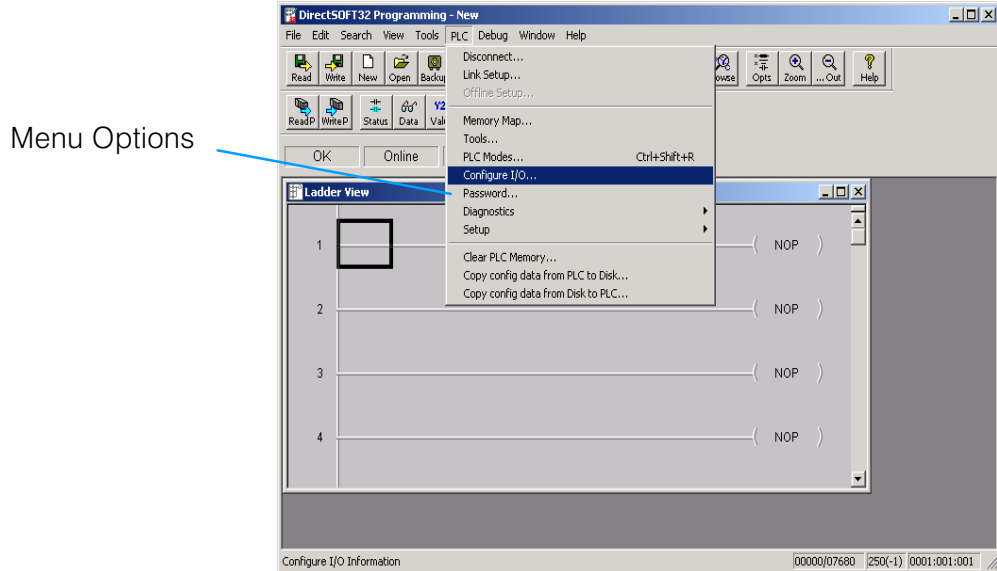 DirectSOFT32 Programming - New
File Edit Search View Tools PLC Debug Window Help
Read Write New Open Backup Opts Zoom ... Out Help
ReadP WriteP Status Data
OK Online
Menu Options
Disconnect...
Link Setup...
Offline Setup...
Memory Map...
Tools...
PLC Modes... Ctrl+Shift+R
Configure I/O...
Password...
Diagnostics
Setup
Clear PLC Memory...
Copy config data from PLC to Disk...
Copy config data from Disk to PLC...
Ladder View
1 NOP
2 NOP
3 NOP
4 NOP
Configure I/O Information 00000/07680 250(-1) 0001:001:001